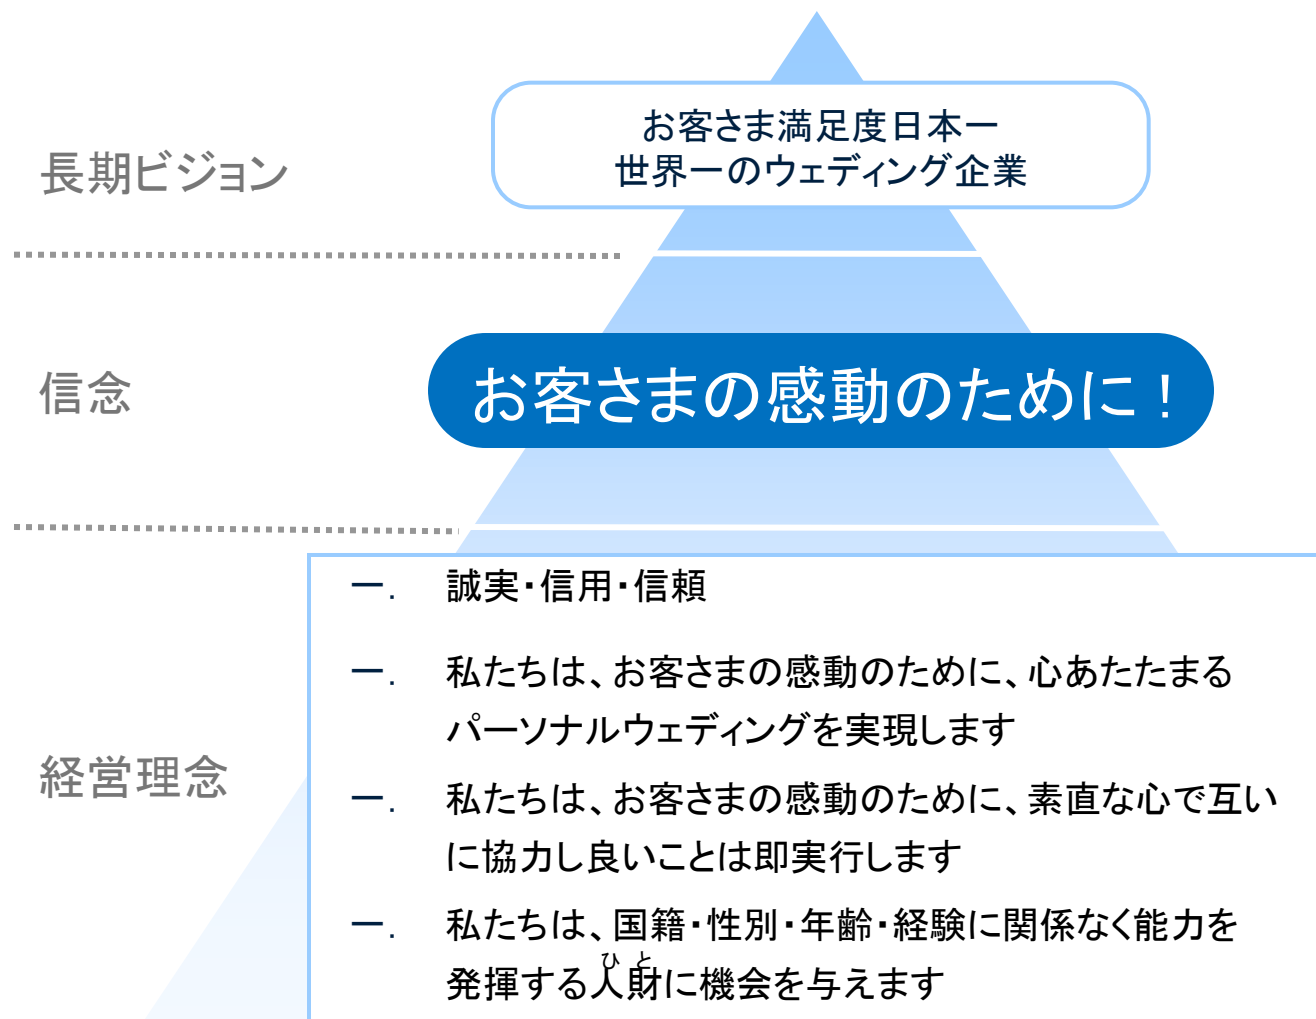 お客さま満足度日本一
世界一のウェディング企業
長期ビジョン
信念
お客さまの感動のために！
経営理念
一. 誠実・信用・信頼
一. 私たちは、お客さまの感動のために、心あたたまる
パーソナルウェディングを実現します
一. 私たちは、お客さまの感動のために、素直な心で互い
に協力し良いことは即実行します
一. 私たちは、国籍・性別・年齢・経験に関係なく能力を
ひと
発揮する人財に機会を与えます